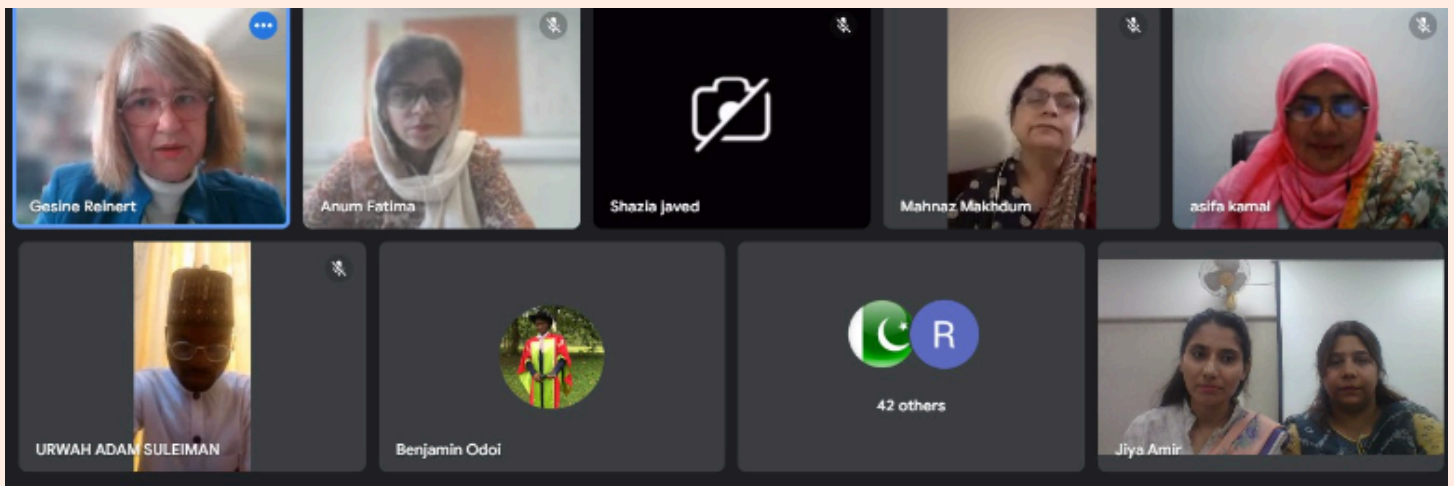 Gesine Reinert
Anum Fatima
Shazia javed
Mahnaz Makhdum
asifa kamal
URWAH ADAM SULEIMAN
Benjamin Odoi
R
42 others
Jiya Amir